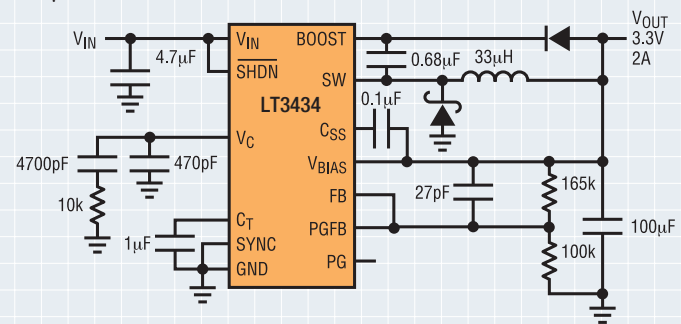 VIN
4.7µF
4700pF
470pF
10k
1µF
VIN
SHDN
LT3434
VC
CT
SYNC
GND
BOOST
SW
CSS
VBIAS
FB
PGFB
PG
0.68µF
33µH
0.1µF
27pF
165k
100k
100µF
VOUT
3.3V
2A